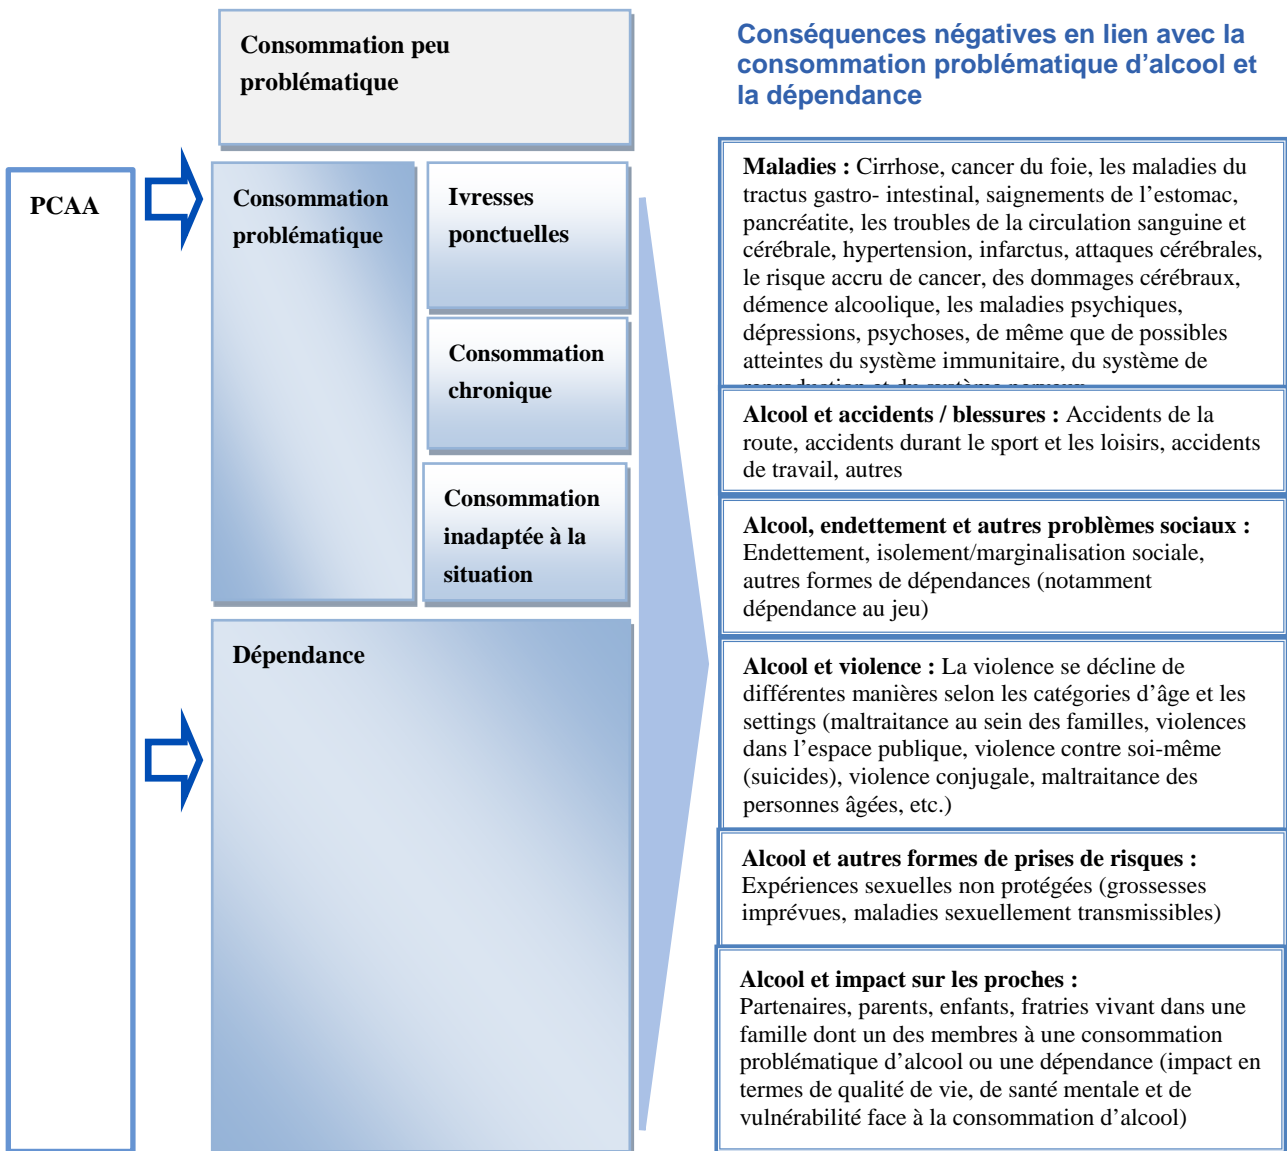 Consommation peu
problématique
PCAA
Consommation
problématique
Ivresses
ponctuelles
Consommation
chronique
Consommation
inadaptée à la
situation
Dépendance
Conséquences négatives en lien avec la
consommation problématique d'alcool et
la dépendance
Maladies : Cirrhose, cancer du foie, les maladies du
tractus gastro- intestinal, saignements de l'estomac,
pancréatite, les troubles de la circulation sanguine et
cérébrale, hypertension, infarctus, attaques cérébrales,
le risque accru de cancer, des dommages cérébraux,
démence alcoolique, les maladies psychiques,
dépressions, psychoses, de même que de possibles
atteintes du système immunitaire, du système de
reproduction et du système nerveux
Alcool et accidents / blessures : Accidents de la
route, accidents durant le sport et les loisirs, accidents
de travail, autres
Alcool, endettement et autres problèmes sociaux :
Endettement, isolement/marginalisation sociale,
autres formes de dépendances (notamment
dépendance au jeu)
Alcool et violence : La violence se décline de
différentes manières selon les catégories d'âge et les
settings (maltraitance au sein des familles, violences
dans l'espace publique, violence contre soi-même
(suicides), violence conjugale, maltraitance des
personnes âgées, etc.)
Alcool et autres formes de prises de risques :
Expériences sexuelles non protégées (grossesses
imprévues, maladies sexuellement transmissibles)
Alcool et impact sur les proches :
Partenaires, parents, enfants, fratries vivant dans une
famille dont un des membres à une consommation
problématique d'alcool ou une dépendance (impact en
termes de qualité de vie, de santé mentale et de
vulnérabilité face à la consommation d'alcool)